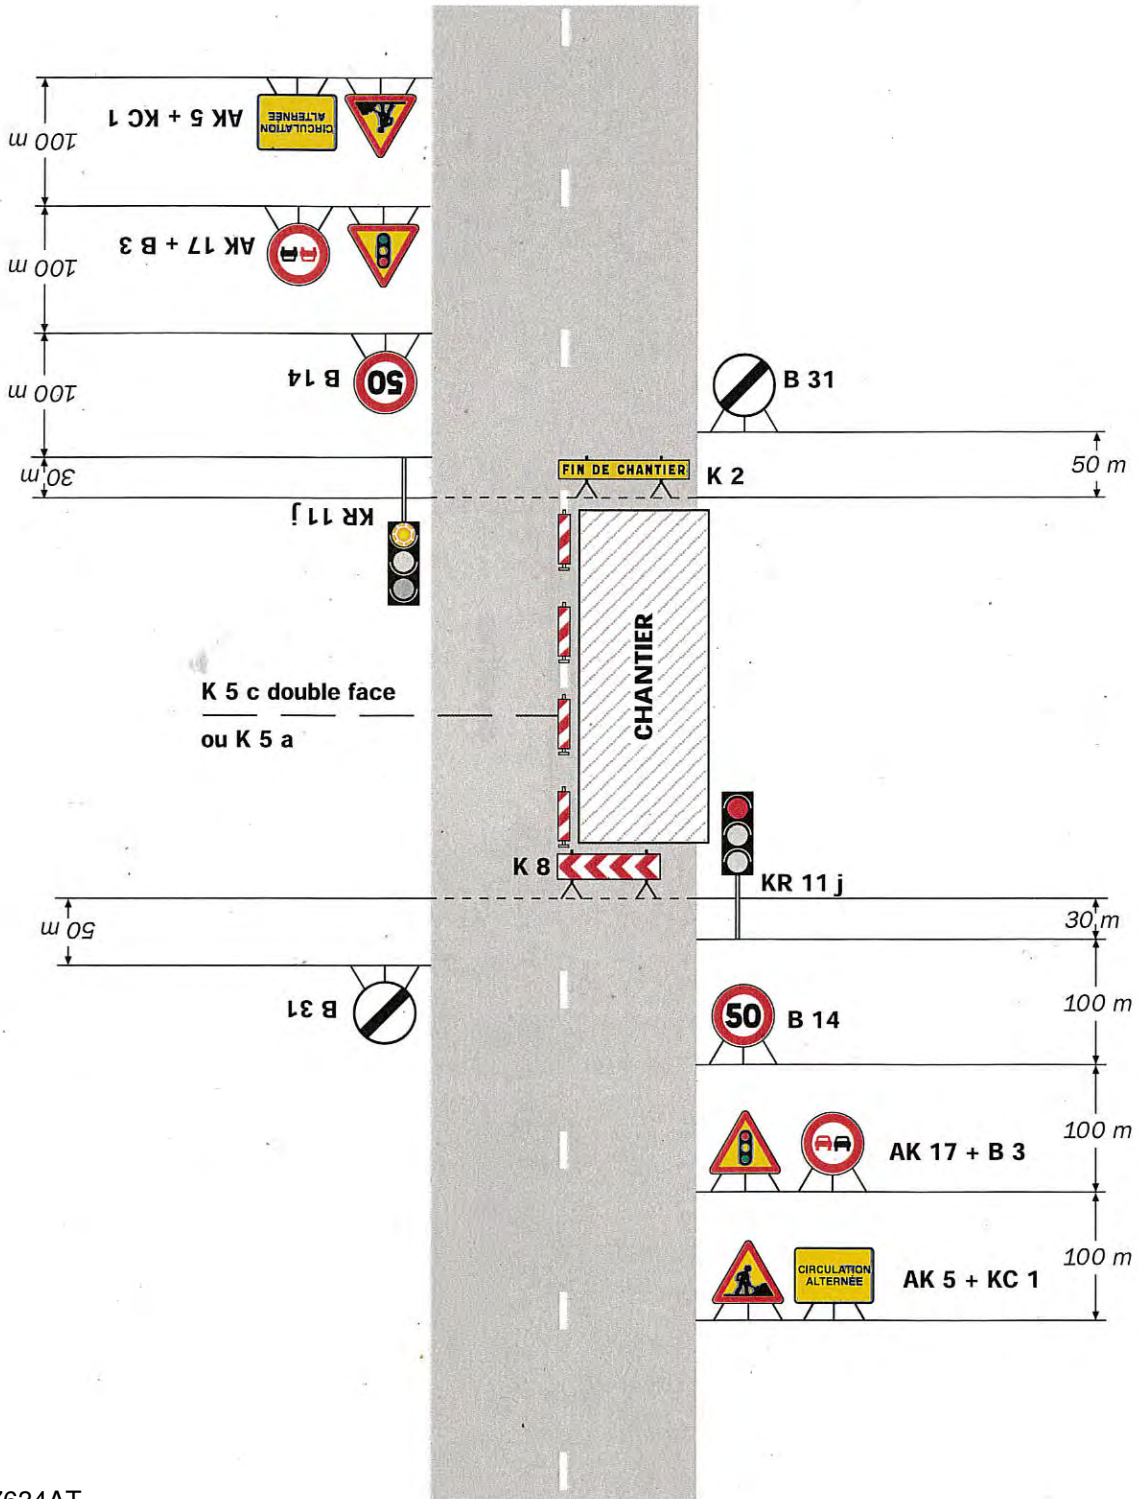 AK 5 + KC 1
CIRCULATION
ALTERNÉE
100 m
AK 17 + B 3
100 m
B 14
50
100 m
B 31
30 m
FIN DE CHANTIER
K 2
50 m
KR 11 j
CHANTIER
K 5 c double face
ou K 5 a
K 8
KR 11 j
50 m
30 m
B 31
50
B 14
100 m
AK 17 + B 3
100 m
CIRCULATION
ALTERNÉE
AK 5 + KC 1
100 m